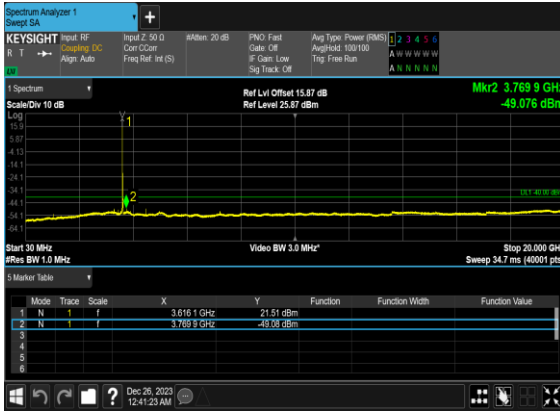 Spectrum Analyzer 1
Swept SA
+
KEYSIGHT Input: RF Input Z: 50 Ω #Atten: 20 dB PNO: Fast Avg Type: Power (RMS) 1 2 3 4 5 6
R T Coupling: DC Corr CCorr Gate: Off Avg|Hold: 100/100 A W W W W W
Align: Auto Freq Ref: Int (S) IF Gain: Low Trig: Free Run
Sig Track: Off A N N N N N
1 Spectrum Ref Lvl Offset 15.87 dB Mkr2 3.769 9 GHz
Scale/Div 10 dB Ref Level 25.87 dBm -49.076 dBm
Log
15.9
5.87
-4.13
-14.1
-24.1
-34.1
-44.1
-54.1
-64.1
1
2
DL1 -40.00 dBm
Start 30 MHz Video BW 3.0 MHz* Stop 20.000 GHz
#Res BW 1.0 MHz Sweep 34.7 ms (40001 pts)
5 Marker Table
Mode Trace Scale X Y Function Function Width Function Value
1 N 1 f 3.616 1 GHz 21.51 dBm
2 N 1 f 3.769 9 GHz -49.08 dBm
3
4
5
6
? Dec 26, 2023
12:41:23 AM